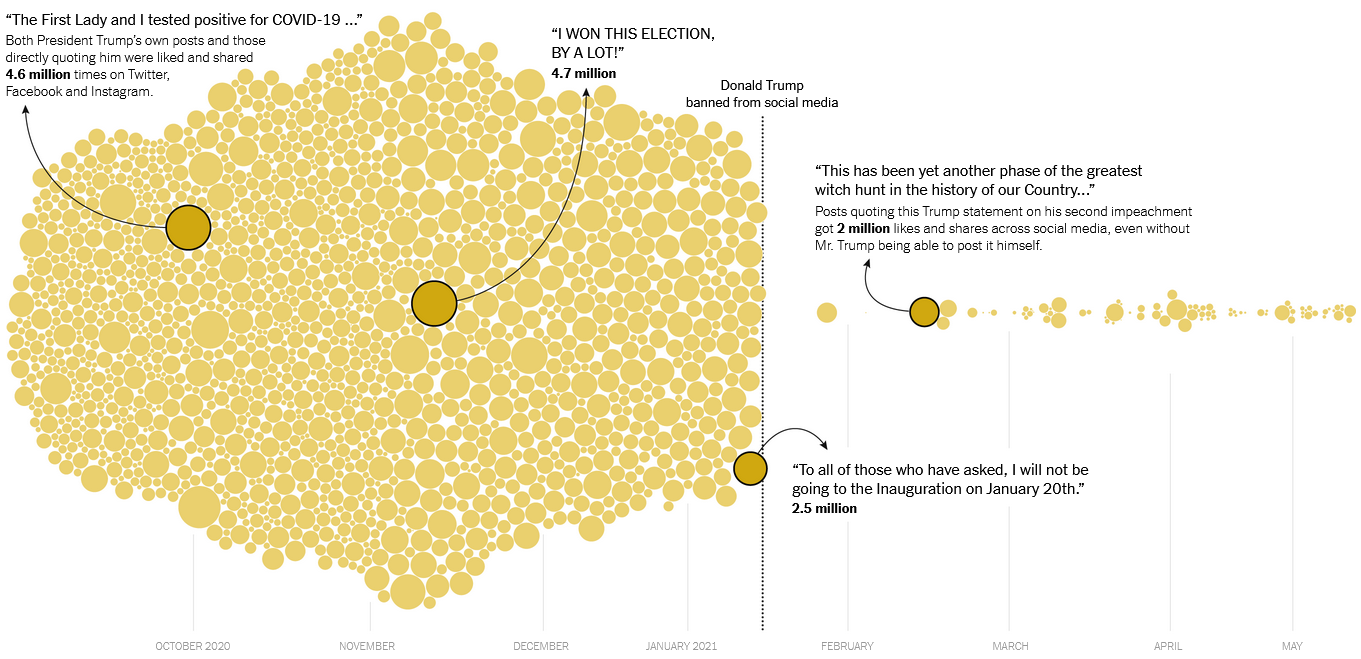 “The First Lady and I tested positive for COVID-19 ...”
Both President Trump’s own posts and those
directly quoting him were liked and shared
4.6 million times on Twitter,
Facebook and Instagram.
“I WON THIS ELECTION,
BY A LOT!”
4.7 million
Donald Trump
banned from social media
“This has been yet another phase of the greatest
witch hunt in the history of our Country...”
Posts quoting this Trump statement on his second impeachment
got 2 million likes and shares across social media, even without
Mr. Trump being able to post it himself.
“To all of those who have asked, I will not be
going to the Inauguration on January 20th.”
2.5 million
OCTOBER 2020
NOVEMBER
DECEMBER
JANUARY 2021
FEBRUARY
MARCH
APRIL
MAY